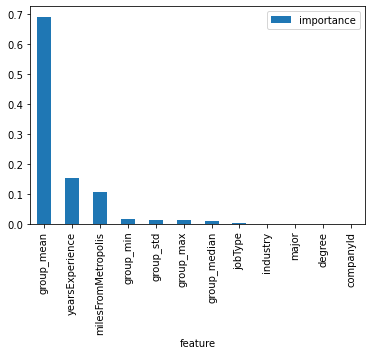 importance
0.7
0.6
0.5
0.4
0.3
0.2
0.1
0.0
group_mean
yearsExperience
milesFromMetropolis
group_min
group_std
group_max
group_median
jobType
industry
major
degree
companyId
feature